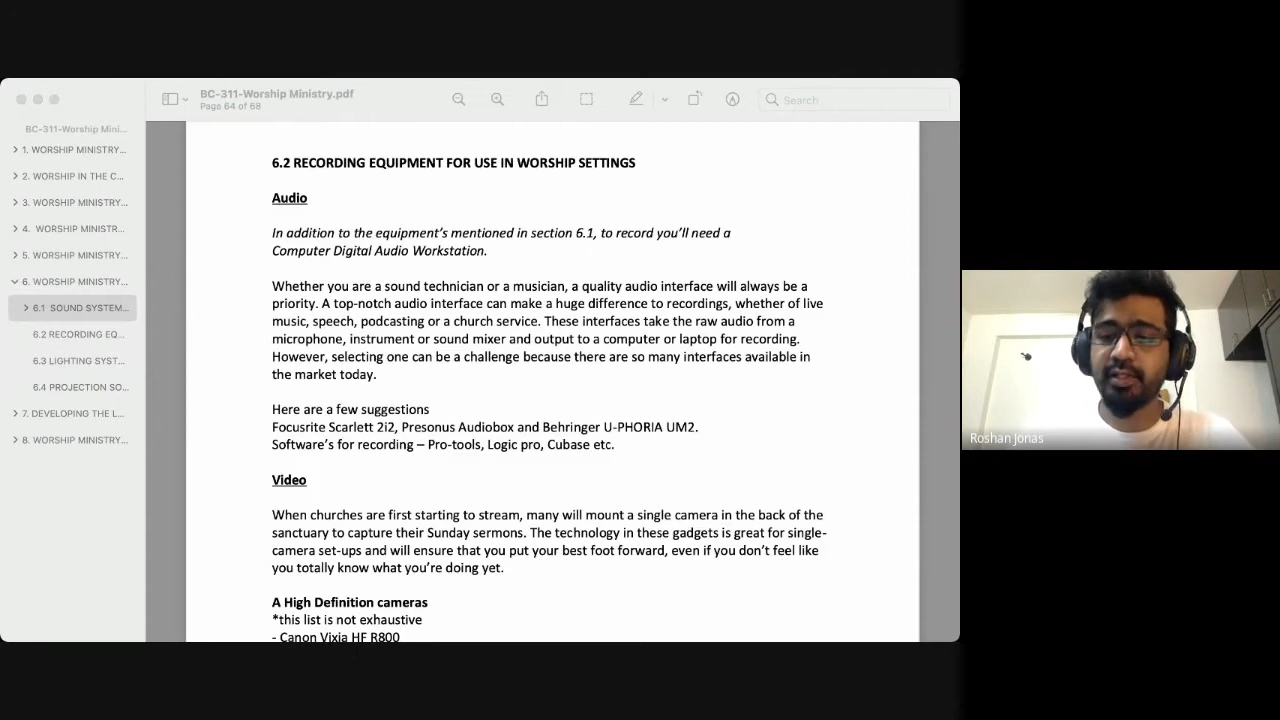 BC-311-Worship Ministry.pdf
Page 64 of 68
Search
BC-311-Worship Mini...
1. WORSHIP MINISTRY...
2. WORSHIP IN THE C...
3. WORSHIP MINISTRY...
4. WORSHIP MINISTR...
5. WORSHIP MINISTRY...
6. WORSHIP MINISTRY...
6.1 SOUND SYSTEM...
6.2 RECORDING EQ...
6.3 LIGHTING SYST...
6.4 PROJECTION SO...
7. DEVELOPING THE L...
8. WORSHIP MINISTRY...
6.2 RECORDING EQUIPMENT FOR USE IN WORSHIP SETTINGS
Audio
In addition to the equipment's mentioned in section 6.1, to record you'll need a
Computer Digital Audio Workstation.
Whether you are a sound technician or a musician, a quality audio interface will always be a
priority. A top-notch audio interface can make a huge difference to recordings, whether of live
music, speech, podcasting or a church service. These interfaces take the raw audio from a
microphone, instrument or sound mixer and output to a computer or laptop for recording.
However, selecting one can be a challenge because there are so many interfaces available in
the market today.
Here are a few suggestions
Focusrite Scarlett 2i2, Presonus Audiobox and Behringer U-PHORIA UM2.
Software's for recording – Pro-tools, Logic pro, Cubase etc.
Video
When churches are first starting to stream, many will mount a single camera in the back of the
sanctuary to capture their Sunday sermons. The technology in these gadgets is great for single-
camera set-ups and will ensure that you put your best foot forward, even if you don't feel like
you totally know what you're doing yet.
A High Definition cameras
*this list is not exhaustive
- Canon Vixia HF R800
Roshan Jonas